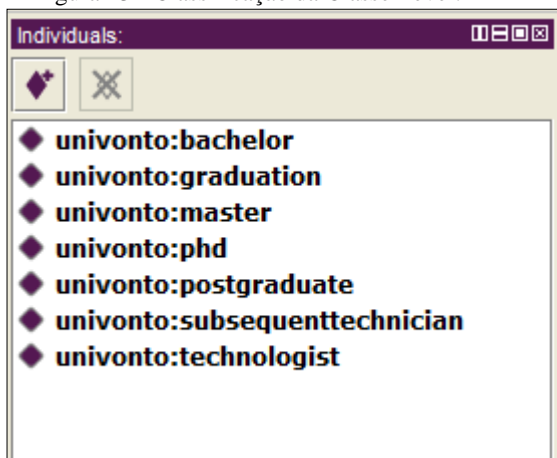 Individuals:
univonto:bachelor
univonto:graduation
univonto:master
univonto:phd
univonto:postgraduate
univonto:subsequenttechnician
univonto:technologist